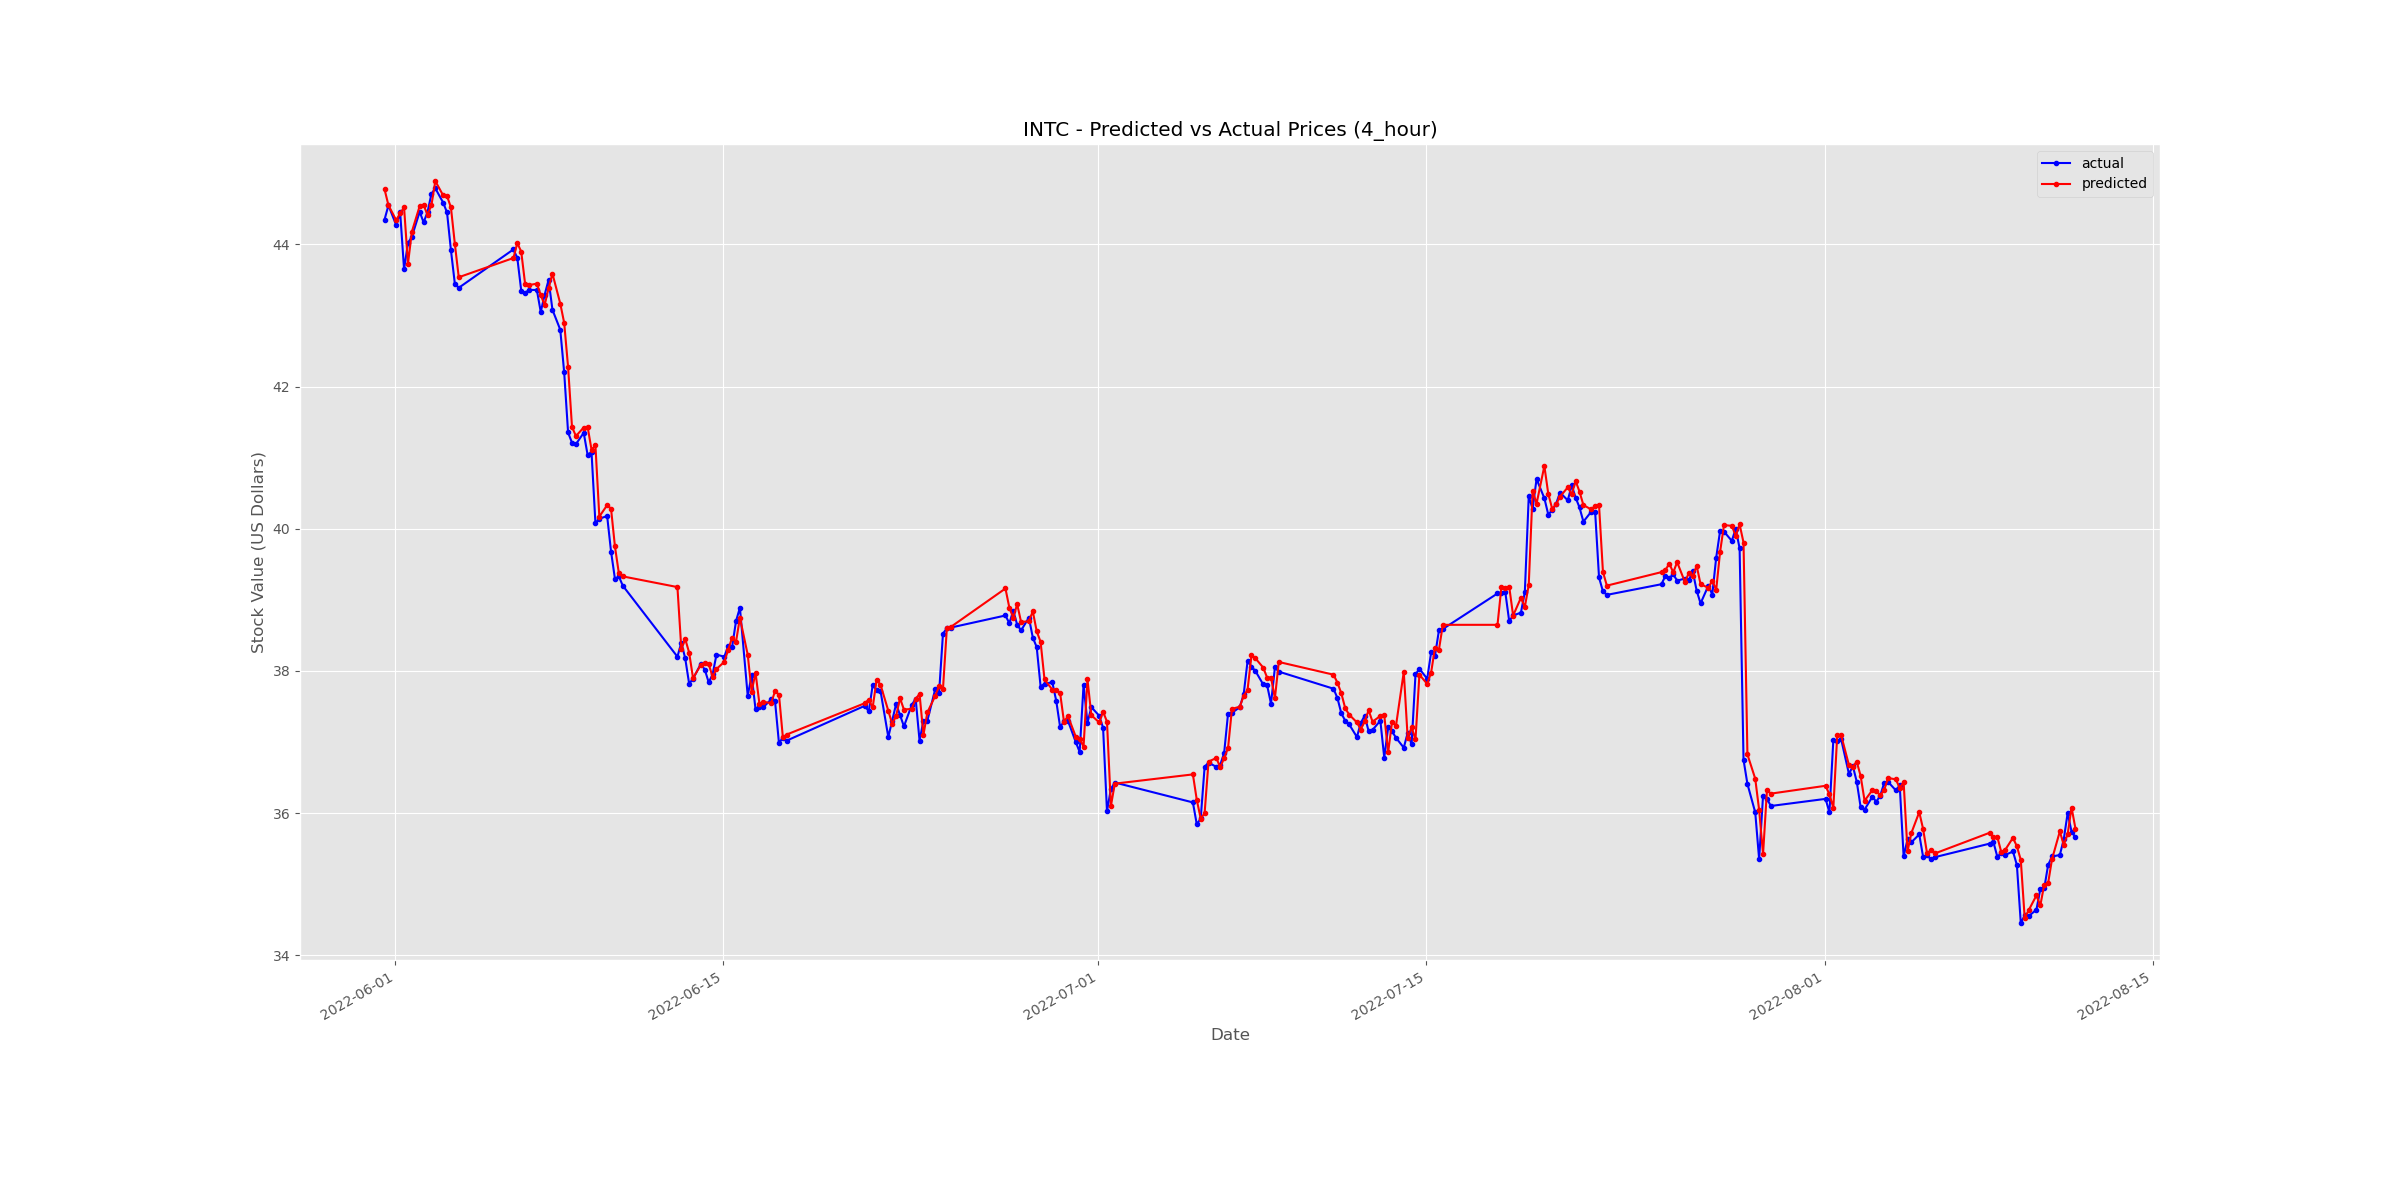 INTC - Predicted vs Actual Prices (4_hour)
actual
predicted
Stock Value (US Dollars)
44
42
40
38
36
34
2022-06-01
2022-06-15
2022-07-01
2022-07-15
2022-08-01
2022-08-15
Date